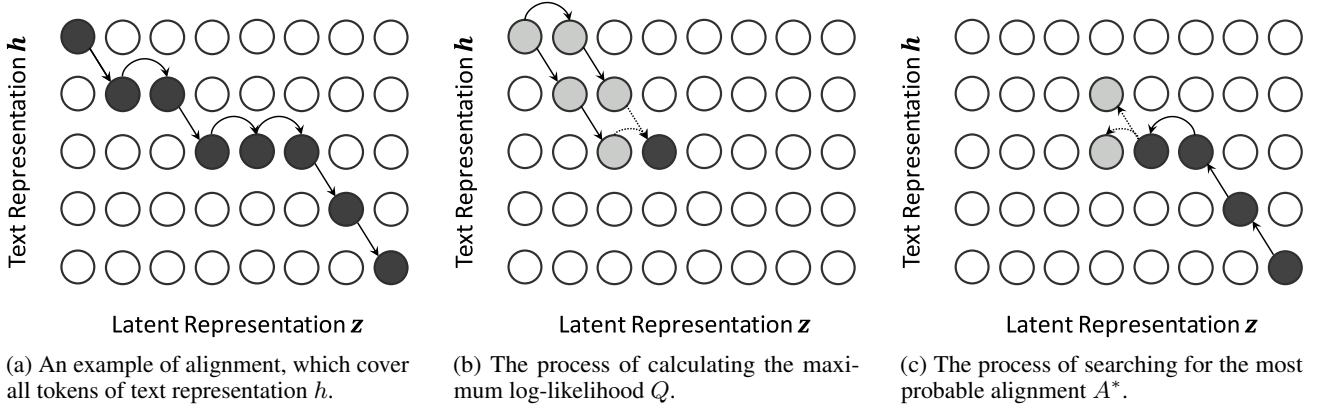 Text Representation h
Latent Representation z
(a) An example of alignment, which cover
all tokens of text representation h.
Text Representation h
Latent Representation z
(b) The process of calculating the maxi-
mum log-likelihood Q.
Text Representation h
Latent Representation z
(c) The process of searching for the most
probable alignment A*.